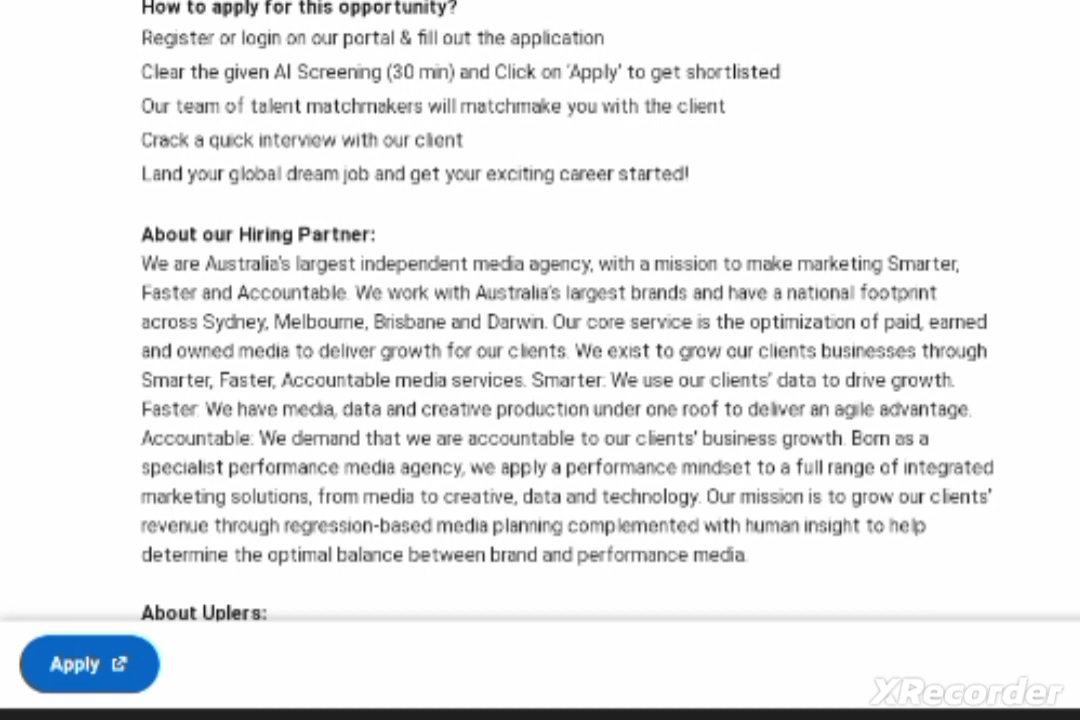 How to apply for this opportunity?
Register or login on our portal & fill out the application
Clear the given AI Screening (30 min) and Click on 'Apply' to get shortlisted
Our team of talent matchmakers will matchmake you with the client
Crack a quick interview with our client
Land your global dream job and get your exciting career started!
About our Hiring Partner:
We are Australia's largest independent media agency, with a mission to make marketing Smarter,
Faster and Accountable. We work with Australia's largest brands and have a national footprint
across Sydney, Melbourne, Brisbane and Darwin. Our core service is the optimization of paid, earned
and owned media to deliver growth for our clients. We exist to grow our clients businesses through
Smarter, Faster, Accountable media services. Smarter: We use our clients' data to drive growth.
Faster: We have media, data and creative production under one roof to deliver an agile advantage.
Accountable: We demand that we are accountable to our clients' business growth. Born as a
specialist performance media agency, we apply a performance mindset to a full range of integrated
marketing solutions, from media to creative, data and technology. Our mission is to grow our clients'
revenue through regression-based media planning complemented with human insight to help
determine the optimal balance between brand and performance media.
About Uplers:
Apply
XRecorder